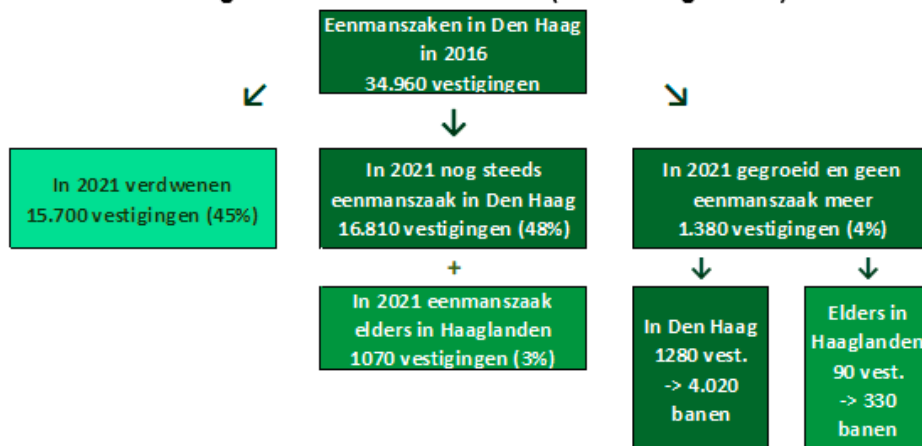 Eenmanszaken in Den Haag
in 2016
34.960 vestigingen
In 2021 verdwenen
15.700 vestigingen (45%)
In 2021 nog steeds
eenmanszaak in Den Haag
16.810 vestigingen (48%)
In 2021 gegroeid en geen
eenmanszaak meer
1.380 vestigingen (4%)
+
In 2021 eenmanszaak
elders in Haaglanden
1070 vestigingen (3%)
In Den Haag
1280 vest.
-> 4.020
banen
Elders in
Haaglanden
90 vest.
-> 330
banen